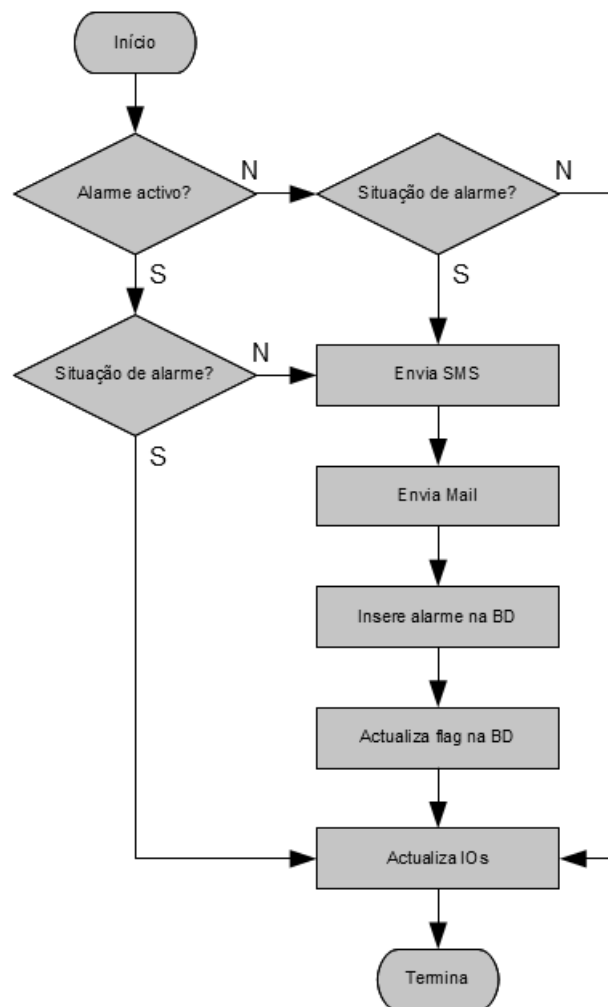 Início
Alarme activo?
N
Situação de alarme?
N
S
S
Situação de alarme?
N
Envia SMS
S
Envia Mail
Insere alarme na BD
Actualiza flag na BD
Actualiza IOs
Termina